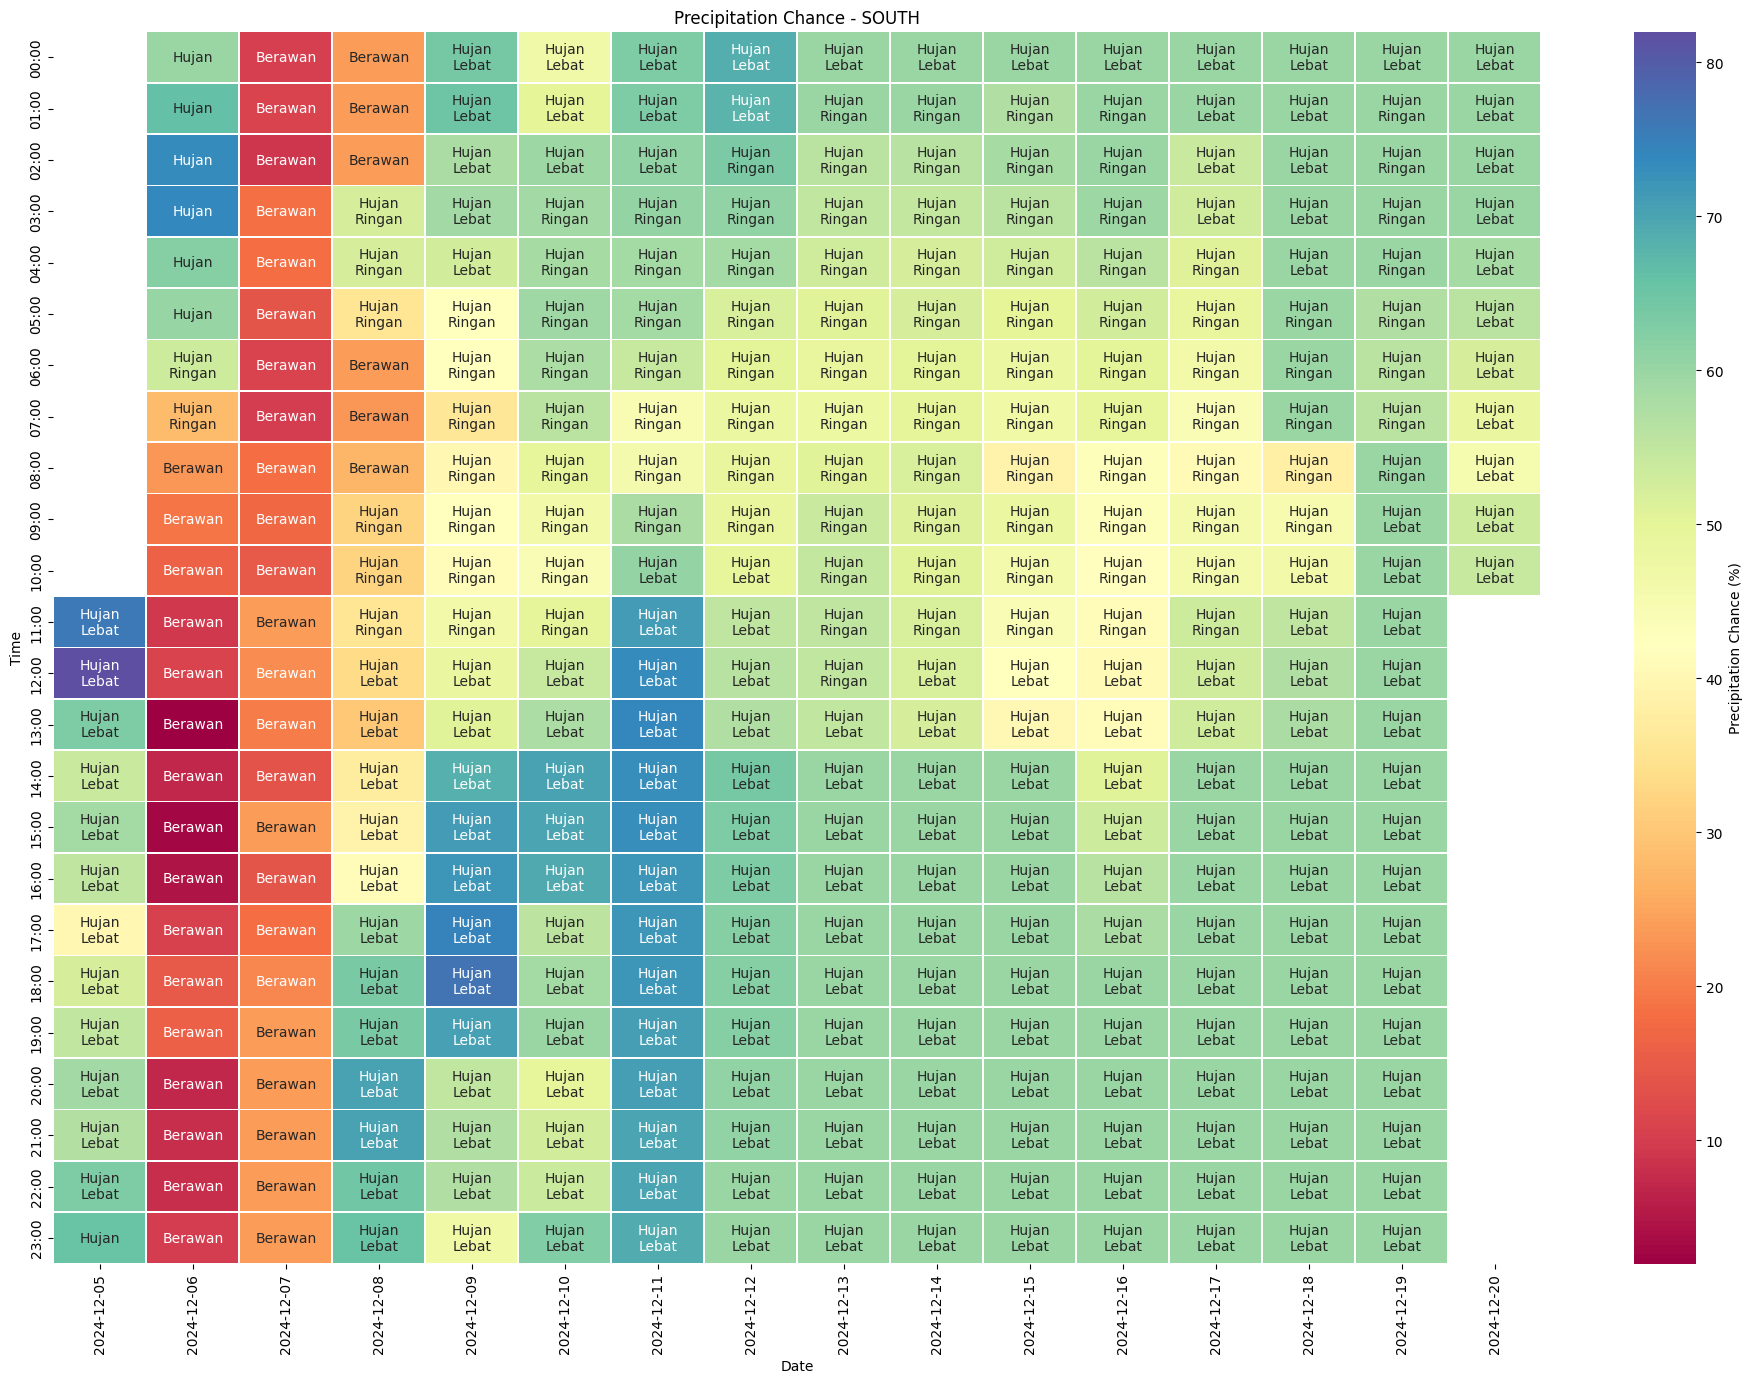 Precipitation Chance - SOUTH
00:00 Hujan Berawan Berawan Hujan Lebat Hujan Lebat Hujan Lebat Hujan Lebat Hujan Ringan Hujan Ringan Hujan Ringan Hujan Ringan Hujan Lebat Hujan Lebat Hujan Lebat Hujan Lebat
01:00 Hujan Berawan Berawan Hujan Lebat Hujan Lebat Hujan Lebat Hujan Lebat Hujan Ringan Hujan Ringan Hujan Ringan Hujan Ringan Hujan Lebat Hujan Lebat Hujan Ringan Hujan Lebat
02:00 Hujan Berawan Berawan Hujan Lebat Hujan Lebat Hujan Lebat Hujan Ringan Hujan Ringan Hujan Ringan Hujan Ringan Hujan Ringan Hujan Lebat Hujan Lebat Hujan Ringan Hujan Lebat
03:00 Hujan Berawan Hujan Ringan Hujan Lebat Hujan Ringan Hujan Ringan Hujan Ringan Hujan Ringan Hujan Ringan Hujan Ringan Hujan Ringan Hujan Lebat Hujan Lebat Hujan Ringan Hujan Lebat
04:00 Hujan Berawan Hujan Ringan Hujan Lebat Hujan Ringan Hujan Ringan Hujan Ringan Hujan Ringan Hujan Ringan Hujan Ringan Hujan Ringan Hujan Ringan Hujan Lebat Hujan Ringan Hujan Lebat
05:00 Hujan Berawan Hujan Ringan Hujan Ringan Hujan Ringan Hujan Ringan Hujan Ringan Hujan Ringan Hujan Ringan Hujan Ringan Hujan Ringan Hujan Ringan Hujan Ringan Hujan Ringan Hujan Lebat
06:00 Hujan Ringan Berawan Berawan Hujan Ringan Hujan Ringan Hujan Ringan Hujan Ringan Hujan Ringan Hujan Ringan Hujan Ringan Hujan Ringan Hujan Ringan Hujan Ringan Hujan Ringan Hujan Lebat
07:00 Hujan Ringan Berawan Berawan Hujan Ringan Hujan Ringan Hujan Ringan Hujan Ringan Hujan Ringan Hujan Ringan Hujan Ringan Hujan Ringan Hujan Ringan Hujan Ringan Hujan Ringan Hujan Lebat
08:00 Berawan Berawan Berawan Hujan Ringan Hujan Ringan Hujan Ringan Hujan Ringan Hujan Ringan Hujan Ringan Hujan Ringan Hujan Ringan Hujan Ringan Hujan Ringan Hujan Ringan Hujan Lebat
09:00 Berawan Berawan Hujan Ringan Hujan Ringan Hujan Ringan Hujan Ringan Hujan Ringan Hujan Ringan Hujan Ringan Hujan Ringan Hujan Ringan Hujan Ringan Hujan Ringan Hujan Lebat Hujan Lebat
10:00 Berawan Berawan Hujan Ringan Hujan Ringan Hujan Ringan Hujan Lebat Hujan Lebat Hujan Ringan Hujan Ringan Hujan Ringan Hujan Ringan Hujan Ringan Hujan Lebat Hujan Lebat Hujan Lebat
11:00 Hujan Lebat Berawan Berawan Hujan Ringan Hujan Ringan Hujan Ringan Hujan Lebat Hujan Lebat Hujan Ringan Hujan Ringan Hujan Ringan Hujan Ringan Hujan Ringan Hujan Lebat Hujan Lebat
12:00 Hujan Lebat Berawan Berawan Hujan Lebat Hujan Lebat Hujan Lebat Hujan Lebat Hujan Lebat Hujan Ringan Hujan Lebat Hujan Lebat Hujan Lebat Hujan Lebat Hujan Lebat Hujan Lebat
13:00 Hujan Lebat Berawan Berawan Hujan Lebat Hujan Lebat Hujan Lebat Hujan Lebat Hujan Lebat Hujan Lebat Hujan Lebat Hujan Lebat Hujan Lebat Hujan Lebat Hujan Lebat Hujan Lebat
14:00 Hujan Lebat Berawan Berawan Hujan Lebat Hujan Lebat Hujan Lebat Hujan Lebat Hujan Lebat Hujan Lebat Hujan Lebat Hujan Lebat Hujan Lebat Hujan Lebat Hujan Lebat Hujan Lebat
15:00 Hujan Lebat Berawan Berawan Hujan Lebat Hujan Lebat Hujan Lebat Hujan Lebat Hujan Lebat Hujan Lebat Hujan Lebat Hujan Lebat Hujan Lebat Hujan Lebat Hujan Lebat Hujan Lebat
16:00 Hujan Lebat Berawan Berawan Hujan Lebat Hujan Lebat Hujan Lebat Hujan Lebat Hujan Lebat Hujan Lebat Hujan Lebat Hujan Lebat Hujan Lebat Hujan Lebat Hujan Lebat Hujan Lebat
17:00 Hujan Lebat Berawan Berawan Hujan Lebat Hujan Lebat Hujan Lebat Hujan Lebat Hujan Lebat Hujan Lebat Hujan Lebat Hujan Lebat Hujan Lebat Hujan Lebat Hujan Lebat Hujan Lebat
18:00 Hujan Lebat Berawan Berawan Hujan Lebat Hujan Lebat Hujan Lebat Hujan Lebat Hujan Lebat Hujan Lebat Hujan Lebat Hujan Lebat Hujan Lebat Hujan Lebat Hujan Lebat Hujan Lebat
19:00 Hujan Lebat Berawan Berawan Hujan Lebat Hujan Lebat Hujan Lebat Hujan Lebat Hujan Lebat Hujan Lebat Hujan Lebat Hujan Lebat Hujan Lebat Hujan Lebat Hujan Lebat Hujan Lebat
20:00 Hujan Lebat Berawan Berawan Hujan Lebat Hujan Lebat Hujan Lebat Hujan Lebat Hujan Lebat Hujan Lebat Hujan Lebat Hujan Lebat Hujan Lebat Hujan Lebat Hujan Lebat Hujan Lebat
21:00 Hujan Lebat Berawan Berawan Hujan Lebat Hujan Lebat Hujan Lebat Hujan Lebat Hujan Lebat Hujan Lebat Hujan Lebat Hujan Lebat Hujan Lebat Hujan Lebat Hujan Lebat Hujan Lebat
22:00 Hujan Lebat Berawan Berawan Hujan Lebat Hujan Lebat Hujan Lebat Hujan Lebat Hujan Lebat Hujan Lebat Hujan Lebat Hujan Lebat Hujan Lebat Hujan Lebat Hujan Lebat Hujan Lebat
23:00 Hujan Berawan Berawan Hujan Lebat Hujan Lebat Hujan Lebat Hujan Lebat Hujan Lebat Hujan Lebat Hujan Lebat Hujan Lebat Hujan Lebat Hujan Lebat Hujan Lebat Hujan Lebat
Time
2024-12-05 2024-12-06 2024-12-07 2024-12-08 2024-12-09 2024-12-10 2024-12-11 2024-12-12 2024-12-13 2024-12-14 2024-12-15 2024-12-16 2024-12-17 2024-12-18 2024-12-19 2024-12-20
Date
80
70
60
50
40
30
20
10
Precipitation Chance (%)